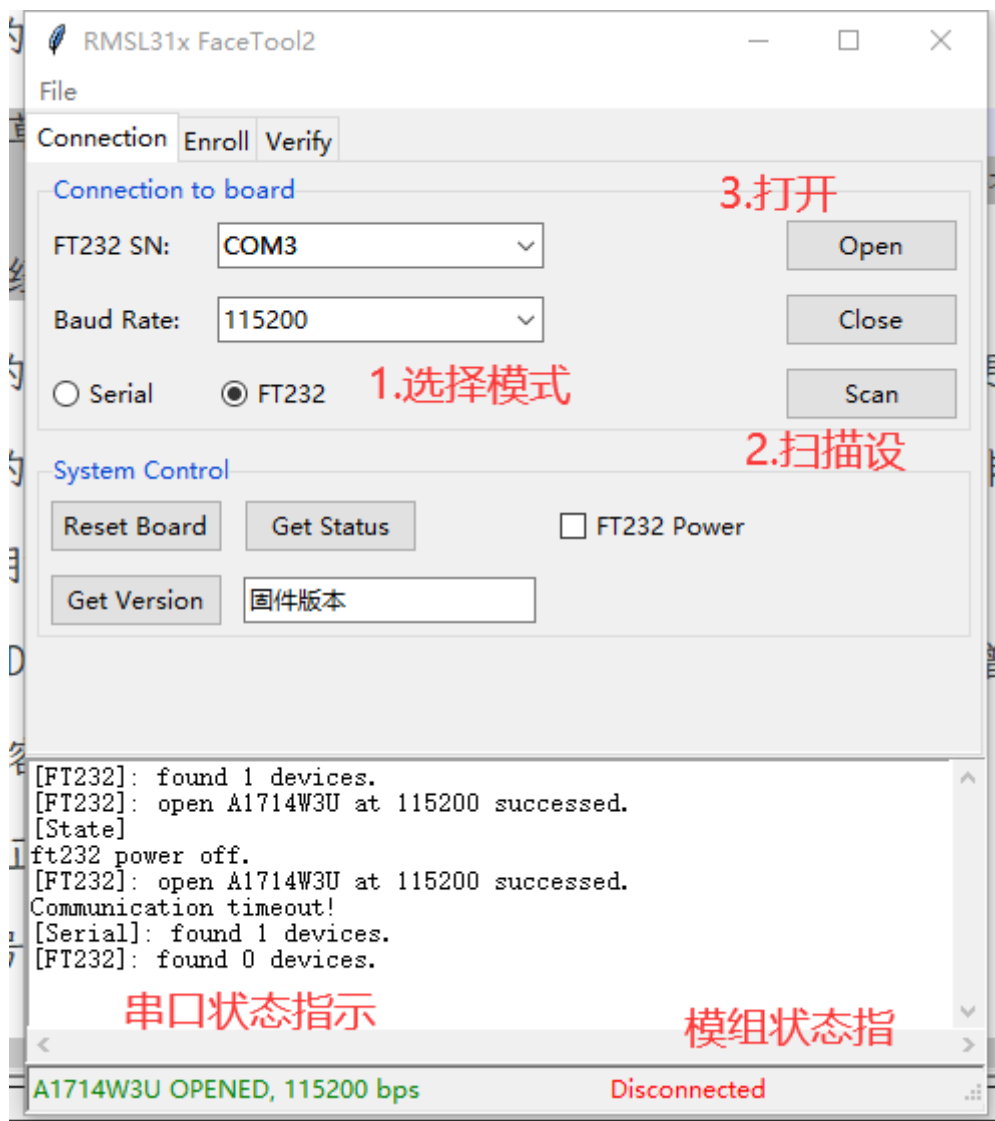 RMSL31x FaceTool2
File
Connection Enroll Verify
Connection to board
3.打开
FT232 SN: COM3 Open
Baud Rate: 115200 Close
Serial FT232 1.选择模式 Scan
2.扫描设
System Control
Reset Board Get Status FT232 Power
Get Version 固件版本
[FT232]: found 1 devices.
[FT232]: open A1714W3U at 115200 successed.
[State]
ft232 power off.
[FT232]: open A1714W3U at 115200 successed.
Communication timeout!
[Serial]: found 1 devices.
[FT232]: found 0 devices.
串口状态指示
模组状态指
A1714W3U OPENED, 115200 bps Disconnected